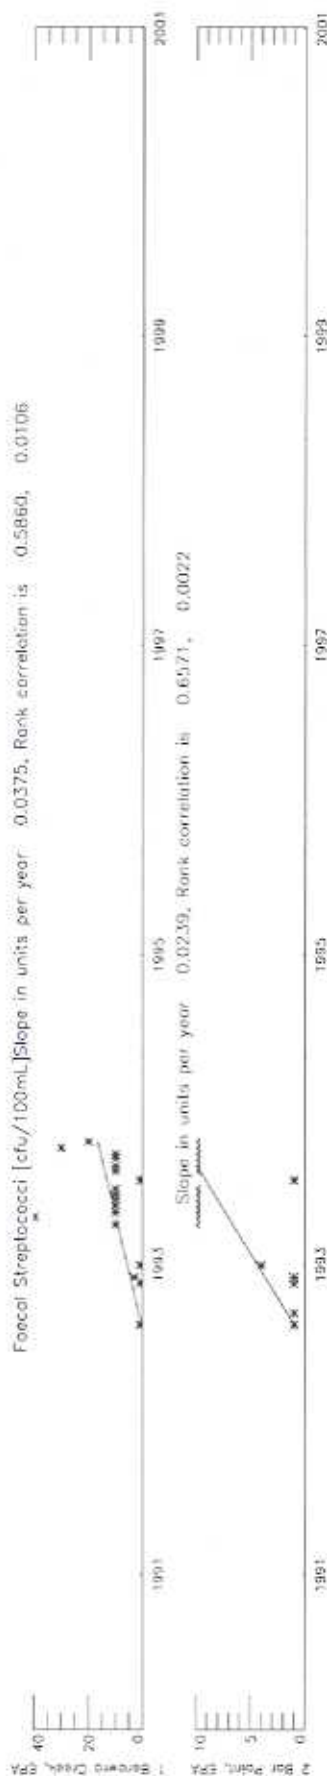 Faecal Streptococci [cfu/100mL]Slope in units per year 0.0375, Rank correlation is 0.5860, 0.0106
40
20
0
1 Berowra Creek, EPA
1991 1993 1995 1997 1999 2001
Slope in units per year 0.0239, Rank correlation is 0.6571, 0.0022
10
5
0
2 Bar Point, EPA
1991 1993 1995 1997 1999 2001